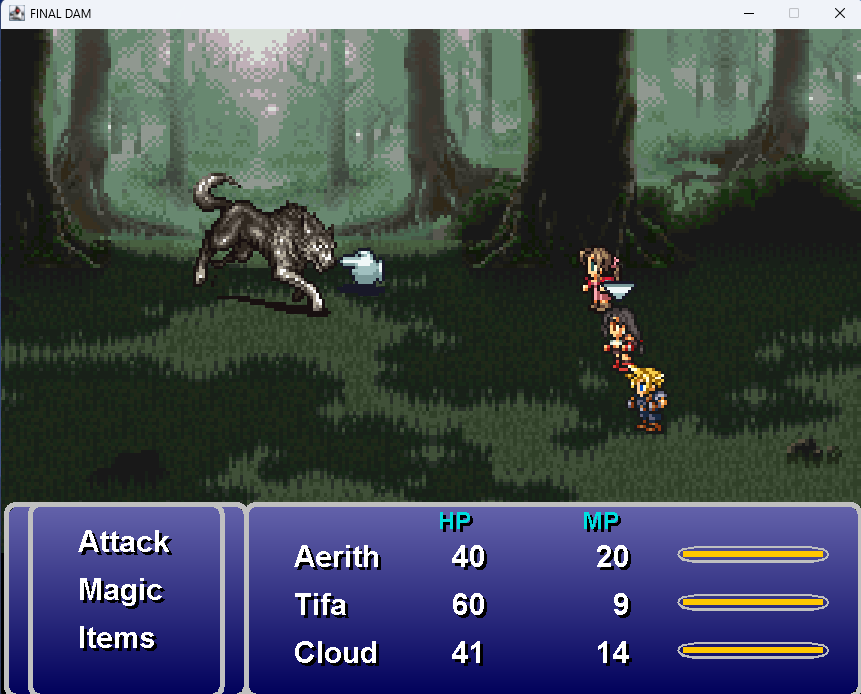 FINAL DAM
HP MP
Attack
Magic
Items
Aerith 40 20
Tifa 60 9
Cloud 41 14